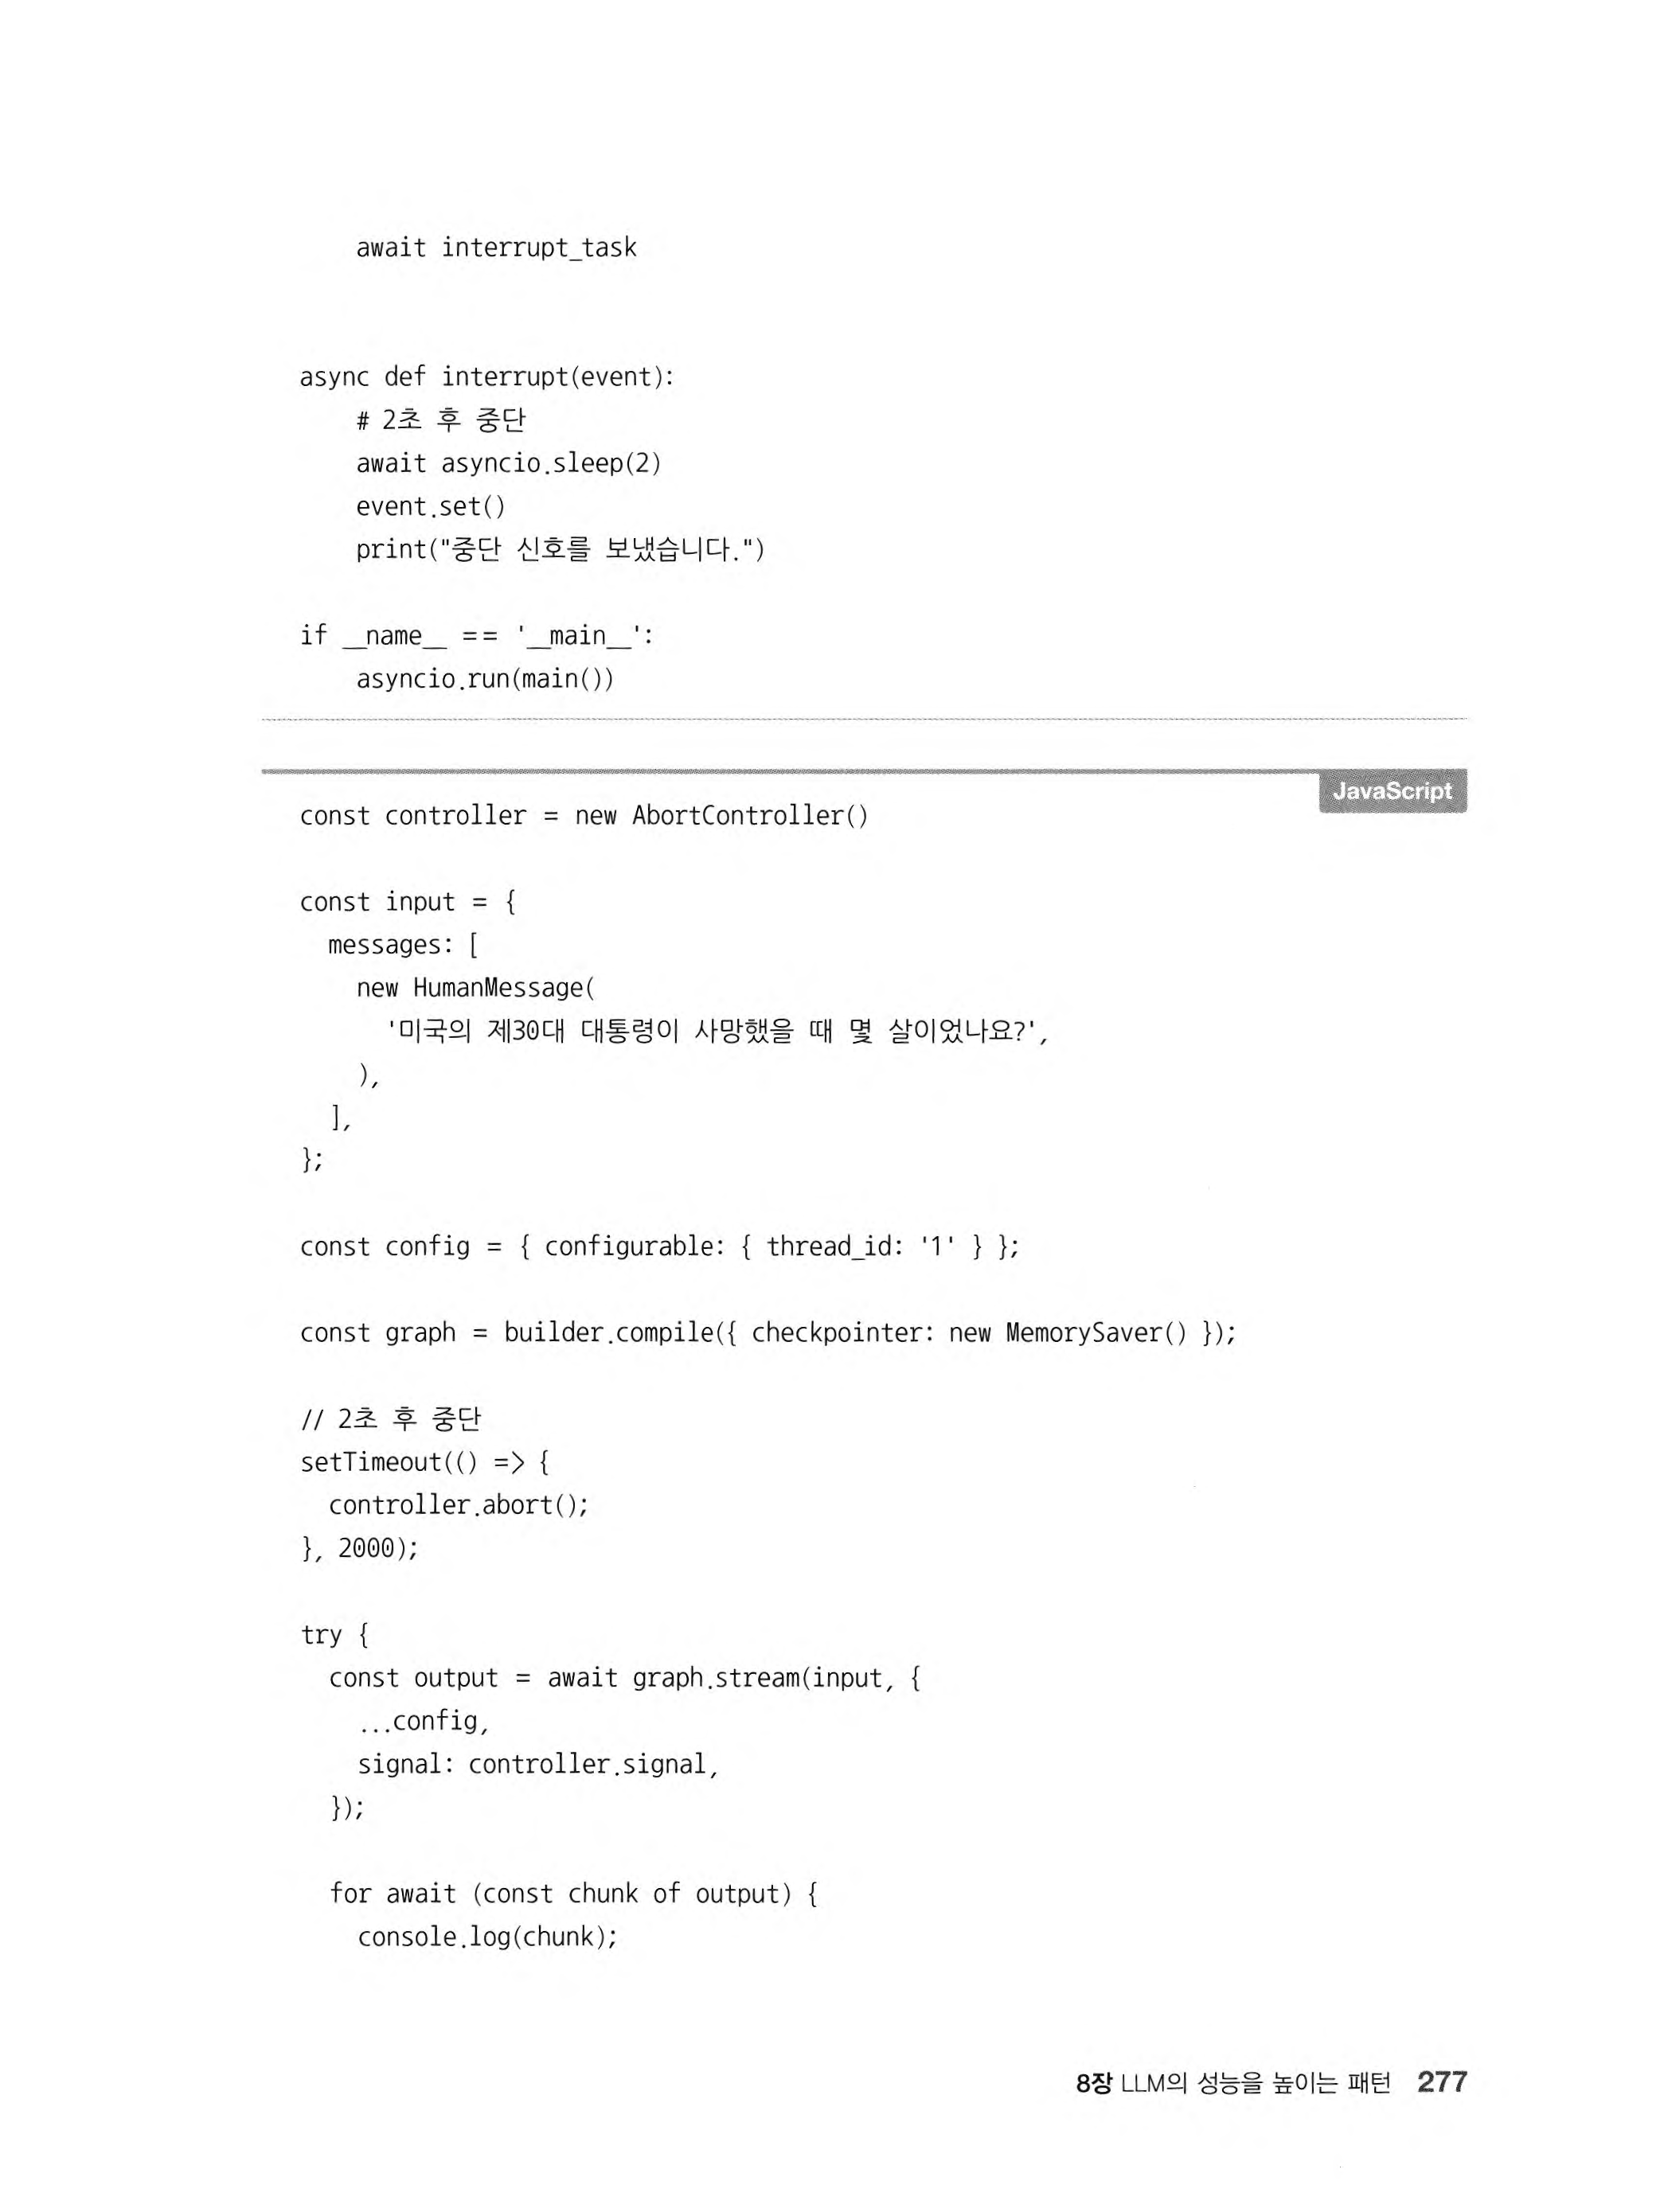 await interrupt_task

async def interrupt(event):
    # 2초 후 중단
    await asyncio.sleep(2)
    event.set()
    print("중단 신호를 보냈습니다.")

if __name__ == '__main__':
    asyncio.run(main())

JavaScript
const controller = new AbortController()

const input = {
  messages: [
    new HumanMessage(
      '미국의 제30대 대통령이 사망했을 때 몇 살이었나요?',
    ),
  ],
};

const config = { configurable: { thread_id: '1' } };

const graph = builder.compile({ checkpointer: new MemorySaver() });

// 2초 후 중단
setTimeout(() => {
  controller.abort();
}, 2000);

try {
  const output = await graph.stream(input, {
    ...config,
    signal: controller.signal,
  });

  for await (const chunk of output) {
    console.log(chunk);

8장 LLM의 성능을 높이는 패턴 277